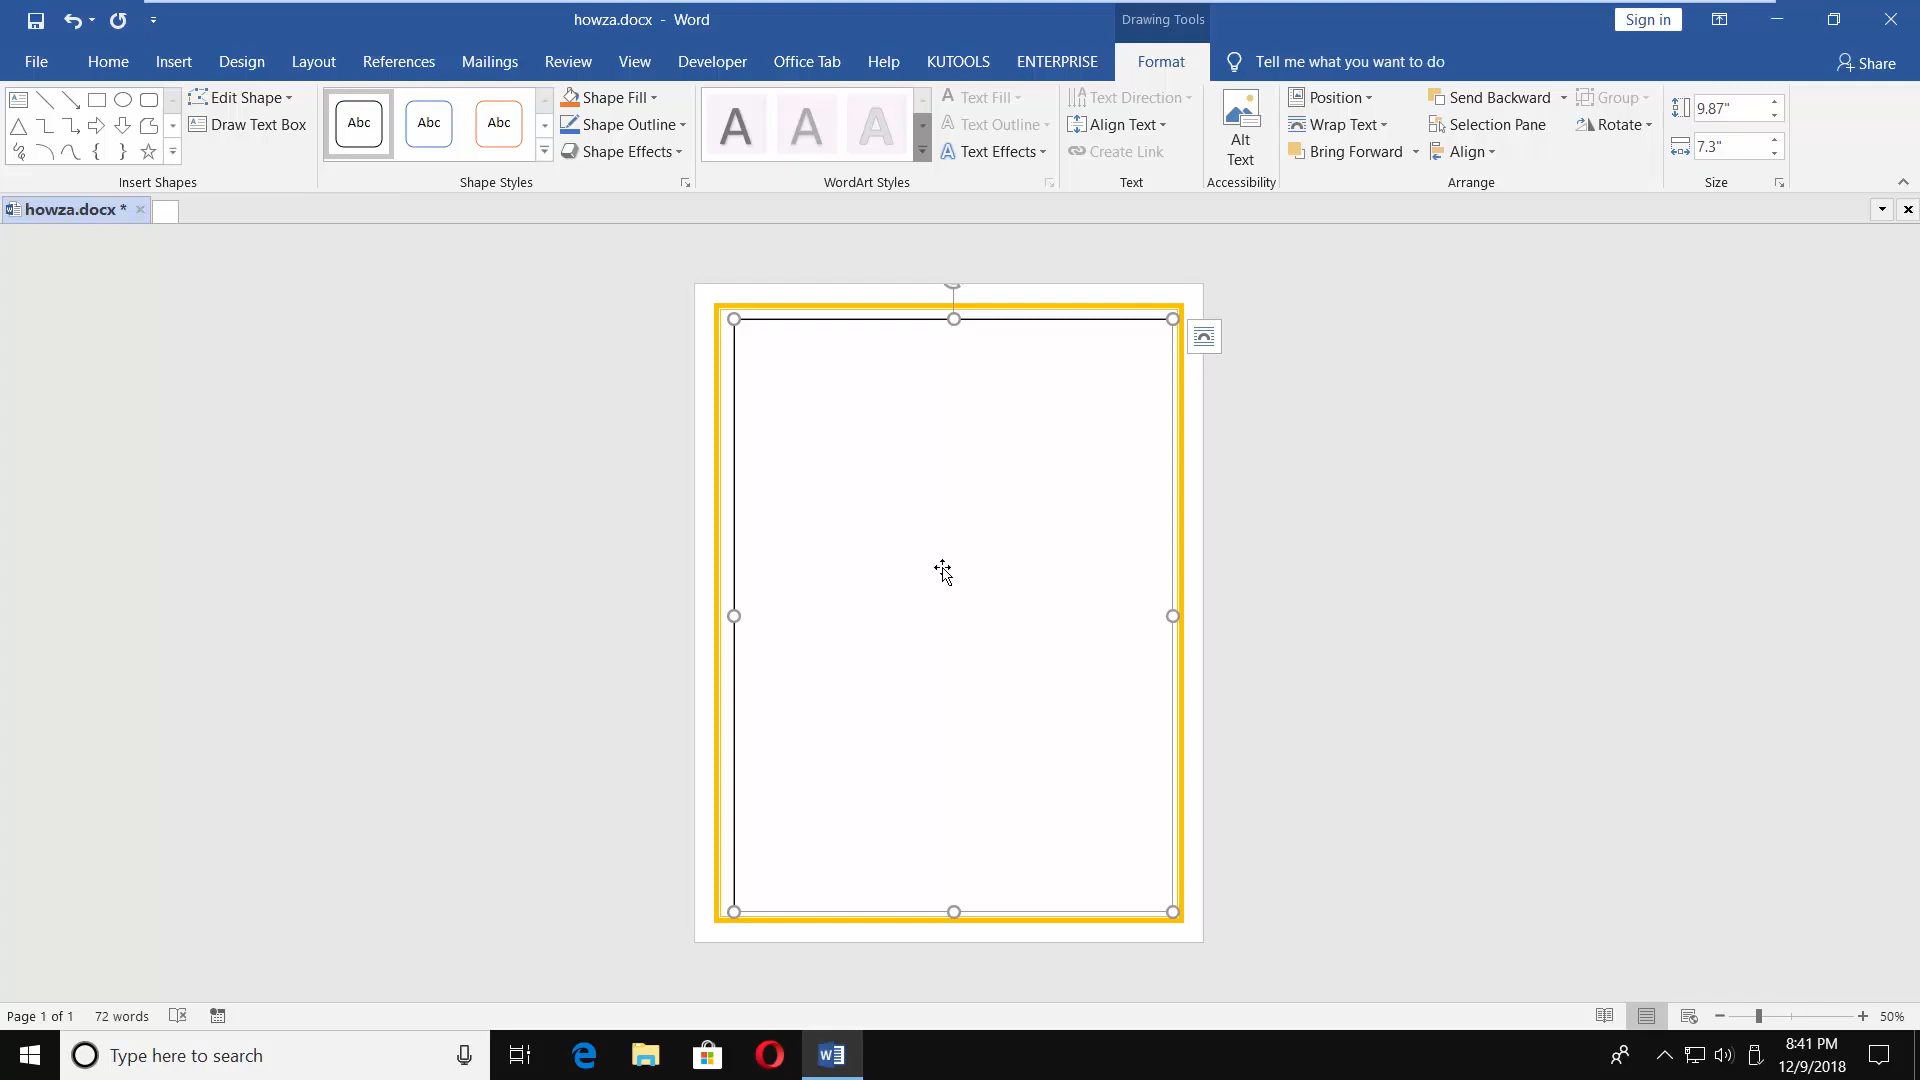 howza.docx - Word
Drawing Tools
Sign in
File Home Insert Design Layout References Mailings Review View Developer Office Tab Help KUTOOLS ENTERPRISE Format Tell me what you want to do Share
Edit Shape
Draw Text Box
Insert Shapes
Abc Abc Abc
Shape Fill
Shape Outline
Shape Effects
Shape Styles
A A A
Text Fill
Text Outline
Text Effects
WordArt Styles
Text Direction
Align Text
Create Link
Text
Alt
Text
Accessibility
Position
Wrap Text
Bring Forward
Send Backward
Selection Pane
Align
Group
Rotate
Arrange
9.87"
7.3"
Size
howza.docx *
Page 1 of 1 72 words
50%
Type here to search
8:41 PM
12/9/2018